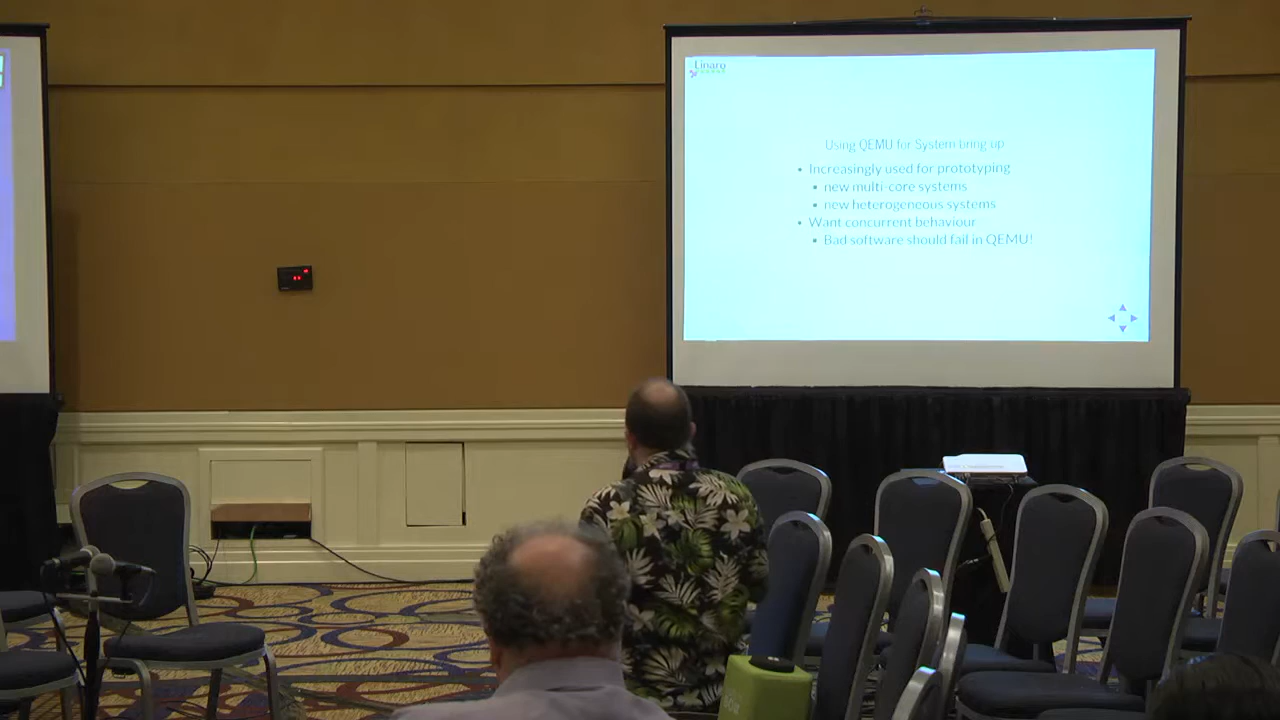 Linaro
Using QEMU for System bring up
• Increasingly used for prototyping
• new multi-core systems
• new heterogeneous systems
• Want concurrent behaviour
• Bad software should fail in QEMU!